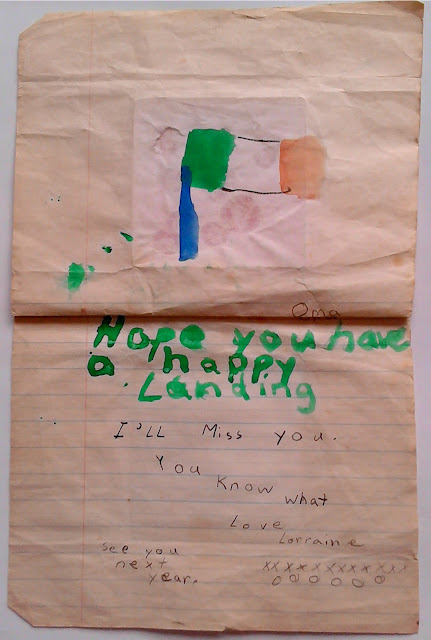 Oma
Hope you have
a happy
Landing
I'LL Miss you.
You
know
what
Love
Lorraine
See you
next
year.
xxxxxxxxxxxx
oooooo